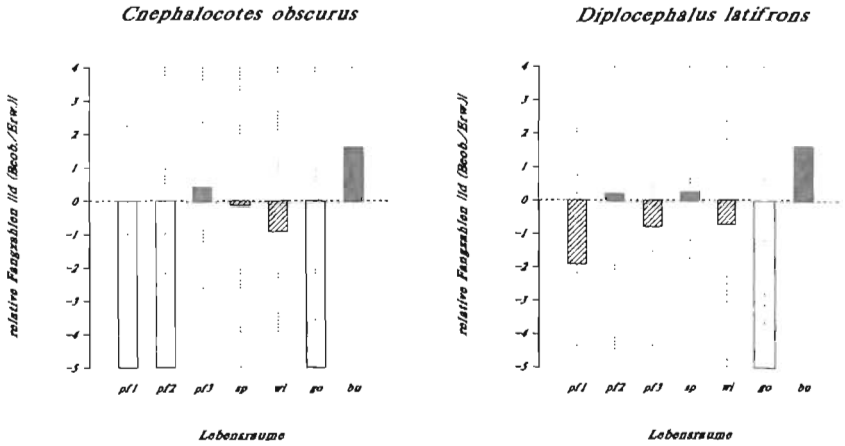 Cnephalocotes obscurus
relative Fangzahlen lld (Beob./Erw.)l
4
3
2
1
0
-1
-2
-3
-4
-5
pf1 pf2 pf3 sp wi go bu
Lebensraume
Diplocephalus latifrons
relative Fangzahlen lld (Beob./Erw.)l
4
3
2
1
0
-1
-2
-3
-4
-5
pf1 pf2 pf3 sp wi go bu
Lebensraume